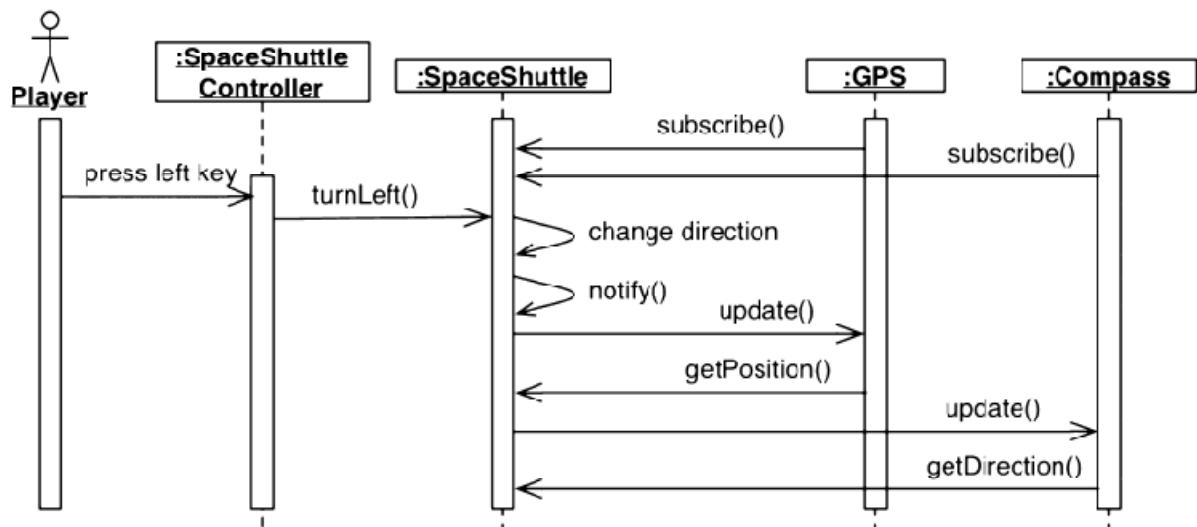 Player
:SpaceShuttle
Controller
:SpaceShuttle
:GPS
:Compass
subscribe()
subscribe()
press left key
turnLeft()
change direction
notify()
update()
getPosition()
update()
getDirection()